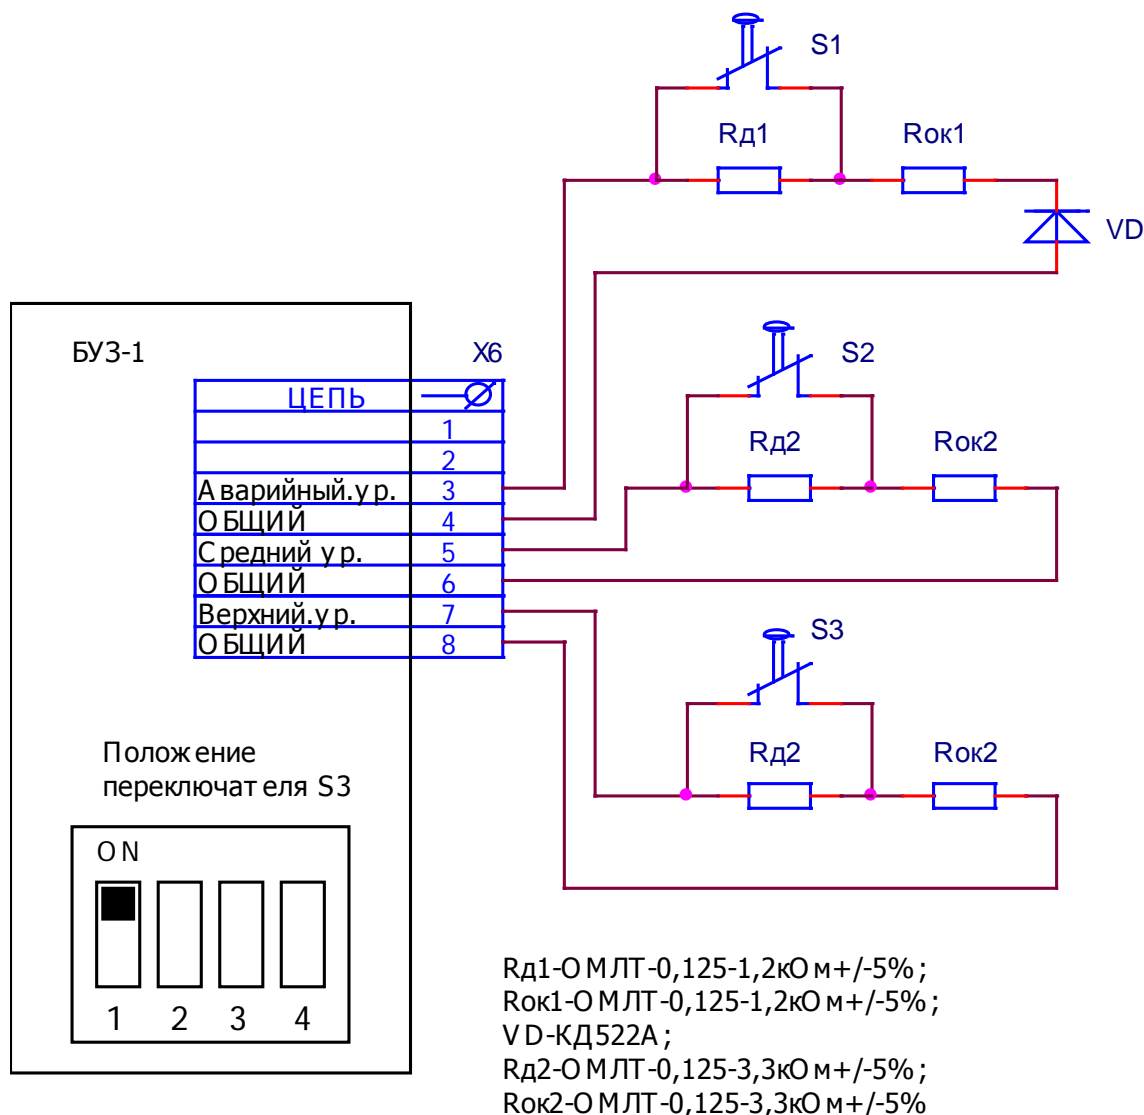 S1
Rд1 Rок1
VD
БУЗ-1 X6
S2
ЦЕПЬ
1
2
Rд2 Rок2
Аварийный.ур. 3
ОБЩИЙ 4
Средний ур. 5
ОБЩИЙ 6
Верхний.ур. 7
ОБЩИЙ 8
S3
Rд2 Rок2
Положение
переключателя S3
ON
1 2 3 4
Rд1-ОМЛТ-0,125-1,2кОм+/-5%;
Rок1-ОМЛТ-0,125-1,2кОм+/-5%;
VD-КД522А;
Rд2-ОМЛТ-0,125-3,3кОм+/-5%;
Rок2-ОМЛТ-0,125-3,3кОм+/-5%